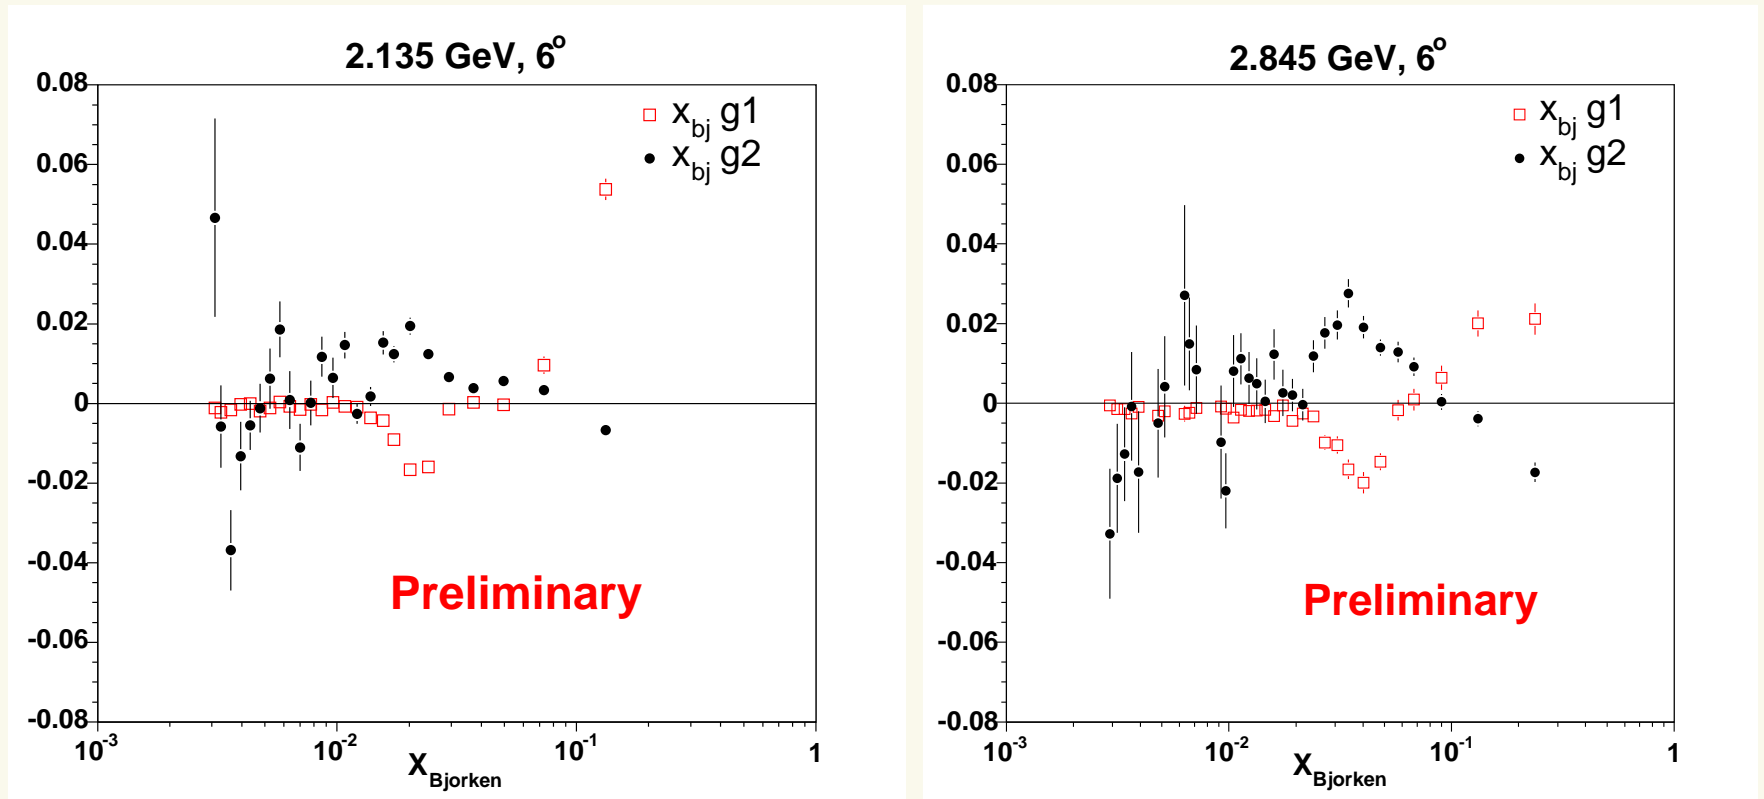 2.135 GeV, 6°
0.08
0.06
0.04
0.02
0
-0.02
-0.04
-0.06
-0.08
x_bj g1
x_bj g2
Preliminary
10^-3
10^-2
10^-1
1
X_Bjorken
2.845 GeV, 6°
0.08
0.06
0.04
0.02
0
-0.02
-0.04
-0.06
-0.08
x_bj g1
x_bj g2
Preliminary
10^-3
10^-2
10^-1
1
X_Bjorken